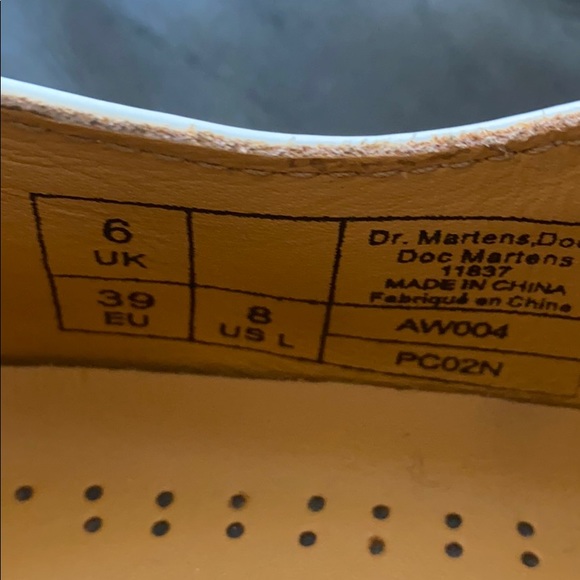 6
UK
39
EU
8
US L
Dr. Martens,Doc
Doc Martens
11837
MADE IN CHINA
Fabriqué en Chine
AW004
PC02N